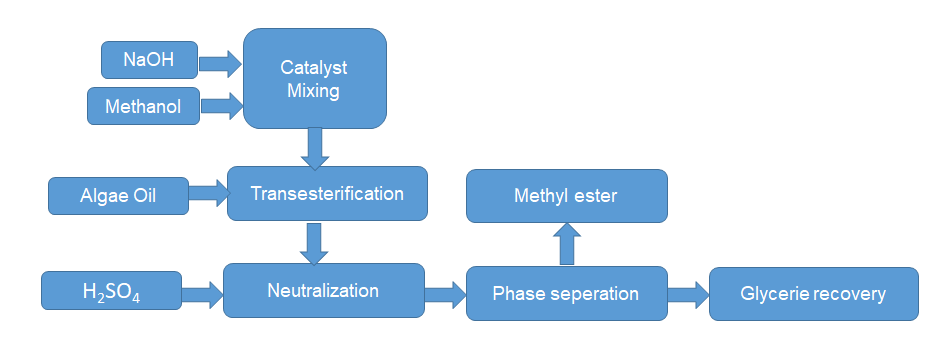 NaOH
Catalyst
Mixing
Methanol
Algae Oil
Transesterification
Methyl ester
H₂SO₄
Neutralization
Phase seperation
Glycerie recovery